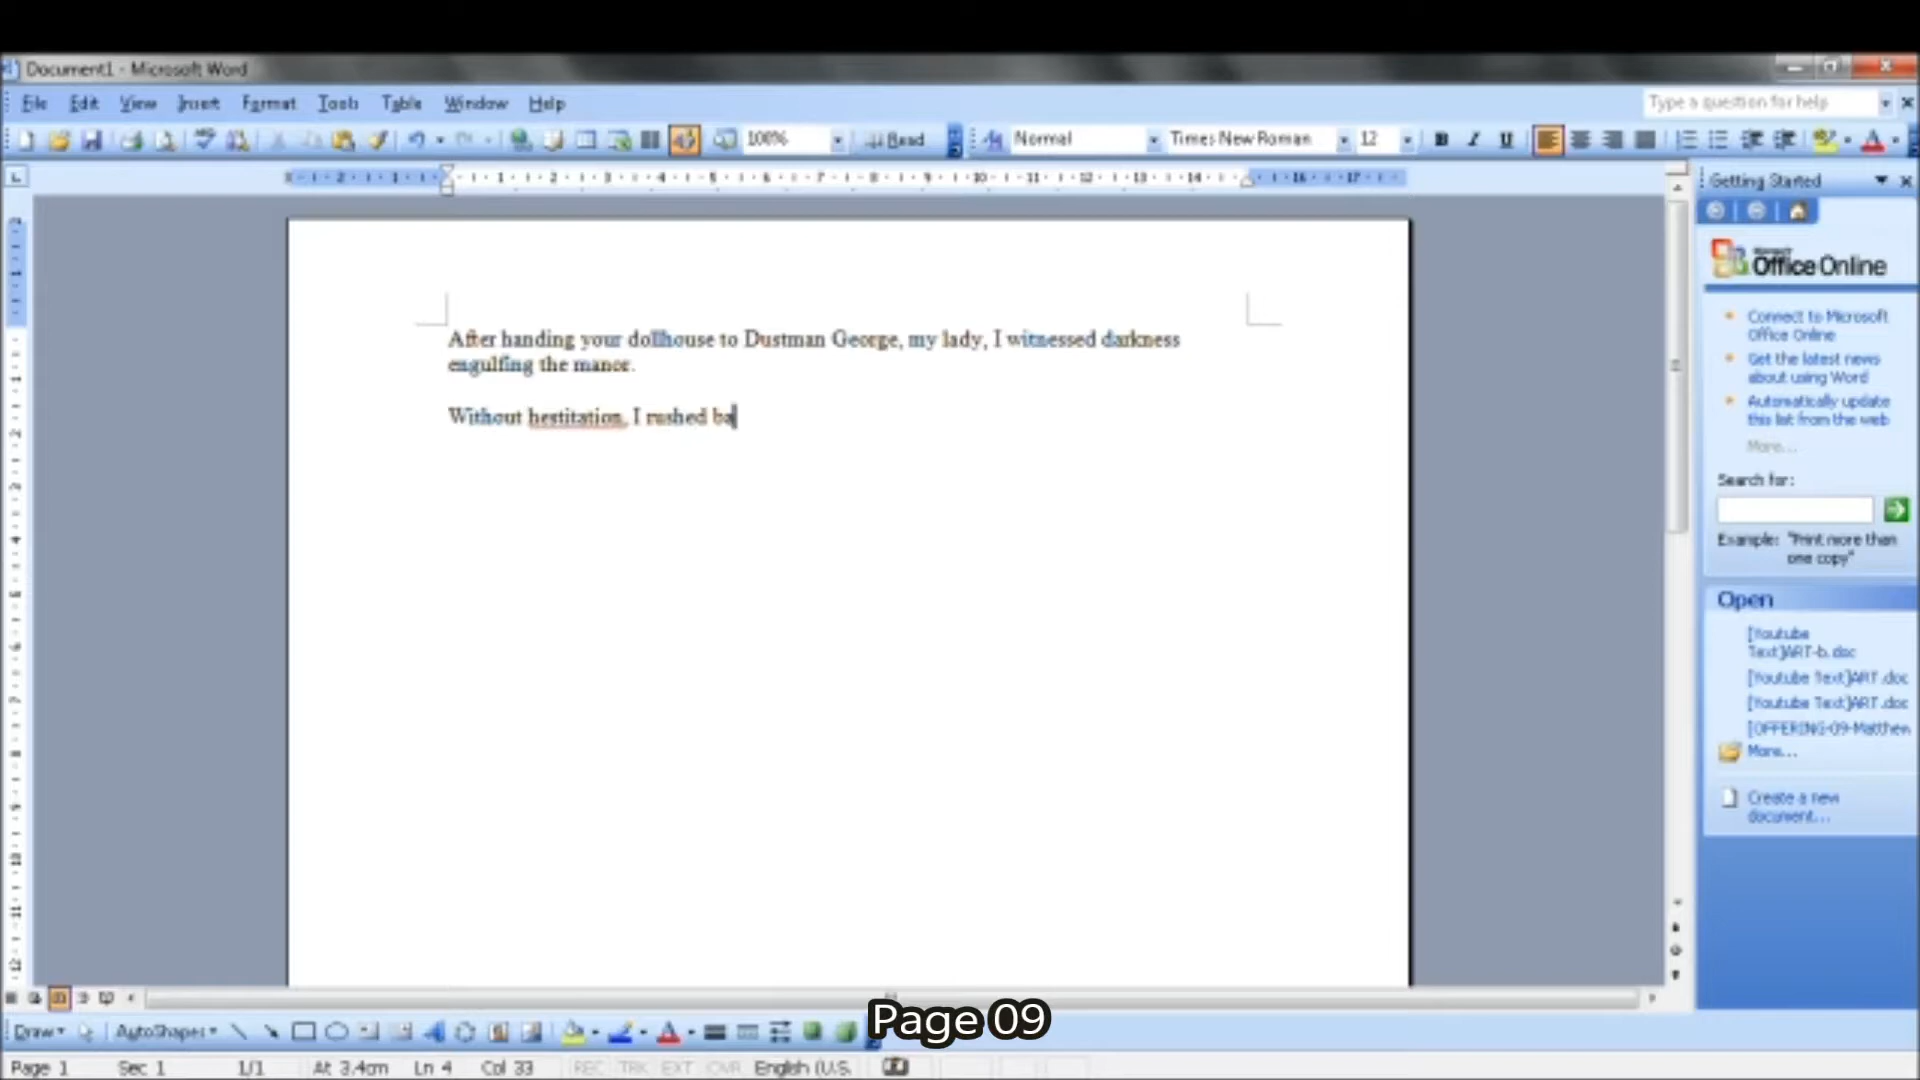 Document1 - Microsoft Word
File Edit View Insert Format Tools Table Window Help
Type a question for help
100%
Read
Normal
Times New Roman
12
B I U
Getting Started
Microsoft
Office Online
Connect to Microsoft
Office Online
Get the latest news
about using Word
Automatically update
this list from the web
More...
Search for:
Example: "Print more than
one copy"
Open
[Youtube
Text]ART-b.doc
[Youtube Text]ART.doc
[Youtube Text]ART.doc
[OFFERING-09-Matthew
More...
Create a new
document...
After handing your dollhouse to Dustman George, my lady, I witnessed darkness
engulfing the manor.
Without hestitation, I rushed ba
Page 09
Draw AutoShapes
Page 1 Sec 1 1/1 At 3.4cm Ln 4 Col 33 REC TRK EXT OVR English (U.S.